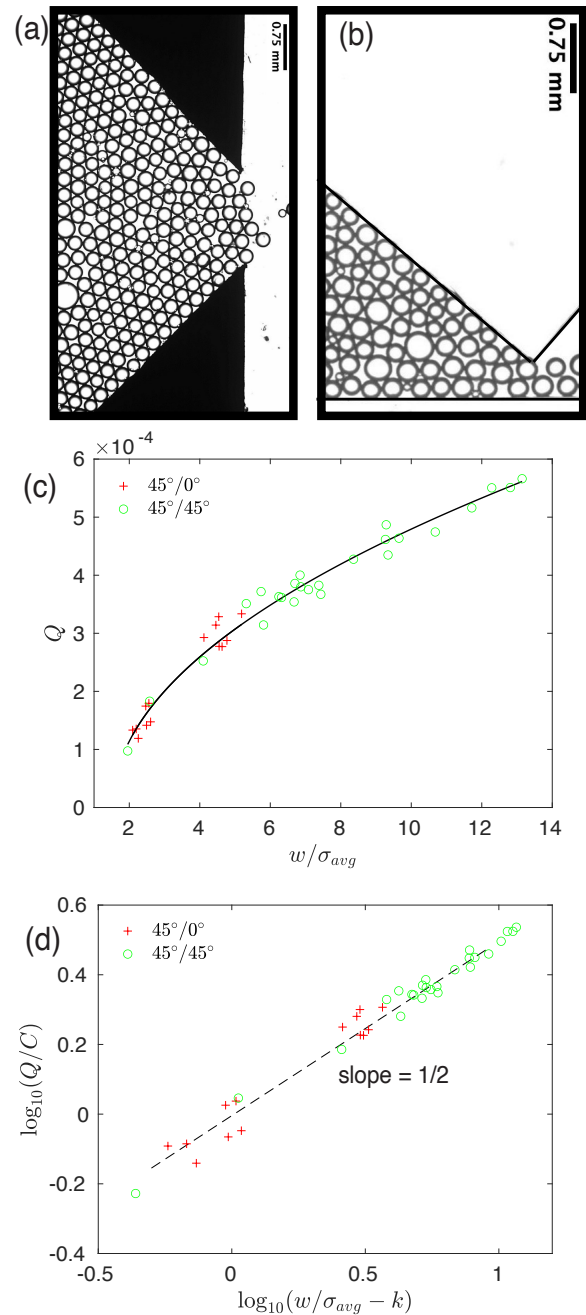 (a)
0.75 mm
(b)
0.75 mm
(c)
×10⁻⁴
6
5
4
3
2
1
0
Q
+ 45°/0°
○ 45°/45°
2 4 6 8 10 12 14
w/σ_avg
(d)
0.6
0.4
0.2
0
-0.2
-0.4
log₁₀(Q/C)
+ 45°/0°
○ 45°/45°
slope = 1/2
-0.5 0 0.5 1
log₁₀(w/σ_avg − k)